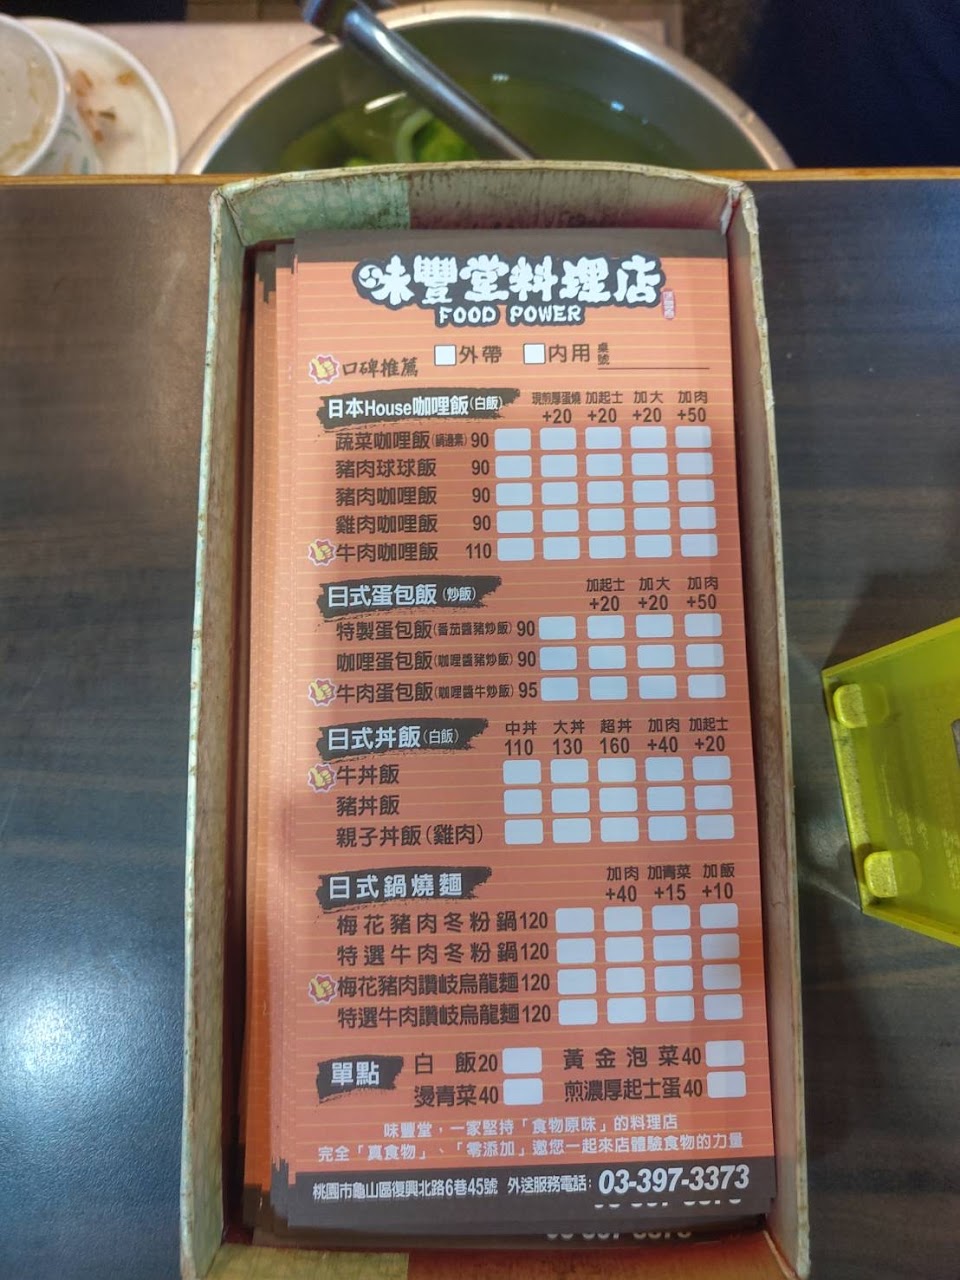 味豐堂料理店
FOOD POWER
外帶 內用 桌號
口碑推薦
日本House咖哩飯(白飯) 現煎厚蛋燒 加起士 加大 加肉
+20 +20 +20 +50
蔬菜咖哩飯(鍋邊素) 90
豬肉球球飯 90
豬肉咖哩飯 90
雞肉咖哩飯 90
牛肉咖哩飯 110
日式蛋包飯(炒飯) 加起士 加大 加肉
+20 +20 +50
特製蛋包飯(番茄醬豬炒飯) 90
咖哩蛋包飯(咖哩醬豬炒飯) 90
牛肉蛋包飯(咖哩醬牛炒飯) 95
日式丼飯(白飯) 中丼 大丼 超丼 加肉 加起士
110 130 160 +40 +20
牛丼飯
豬丼飯
親子丼飯(雞肉)
日式鍋燒麵 加肉 加青菜 加飯
+40 +15 +10
梅花豬肉冬粉鍋120
特選牛肉冬粉鍋120
梅花豬肉讚岐烏龍麵120
特選牛肉讚岐烏龍麵120
單點 白飯20 黃金泡菜40
燙青菜40 煎濃厚起士蛋40
味豐堂，一家堅持「食物原味」的料理店
完全「真食物」、「零添加」邀您一起來店體驗食物的力量
桃園市龜山區復興北路6巷45號 外送服務電話: 03-397-3373